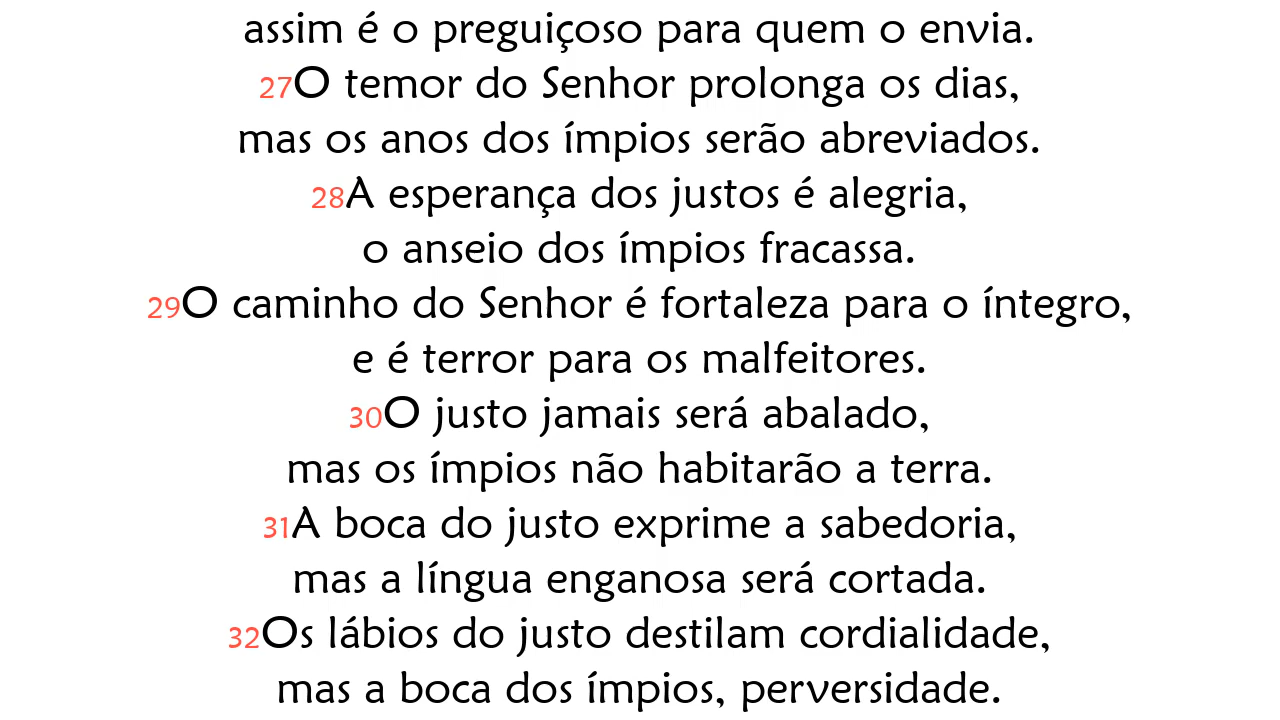 assim é o preguiçoso para quem o envia.
27O temor do Senhor prolonga os dias,
mas os anos dos ímpios serão abreviados.
28A esperança dos justos é alegria,
o anseio dos ímpios fracassa.
29O caminho do Senhor é fortaleza para o íntegro,
e é terror para os malfeitores.
30O justo jamais será abalado,
mas os ímpios não habitarão a terra.
31A boca do justo exprime a sabedoria,
mas a língua enganosa será cortada.
32Os lábios do justo destilam cordialidade,
mas a boca dos ímpios, perversidade.